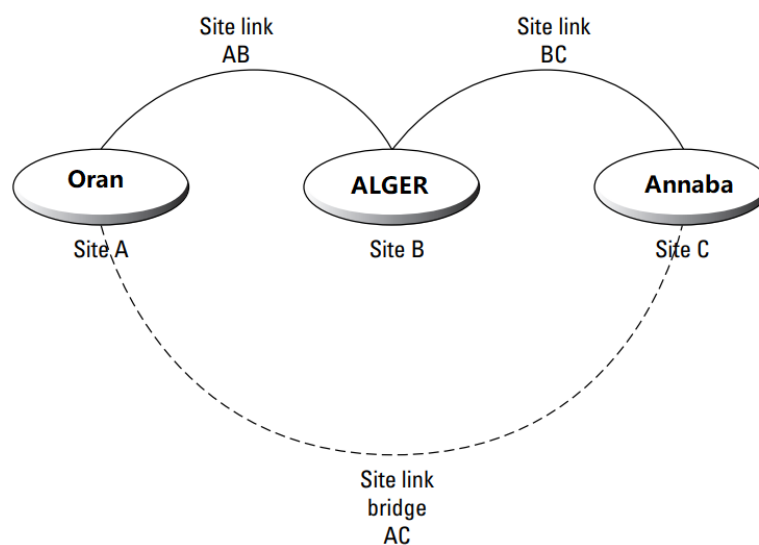 Site link
AB
Site link
BC
Oran
ALGER
Annaba
Site A
Site B
Site C
Site link
bridge
AC